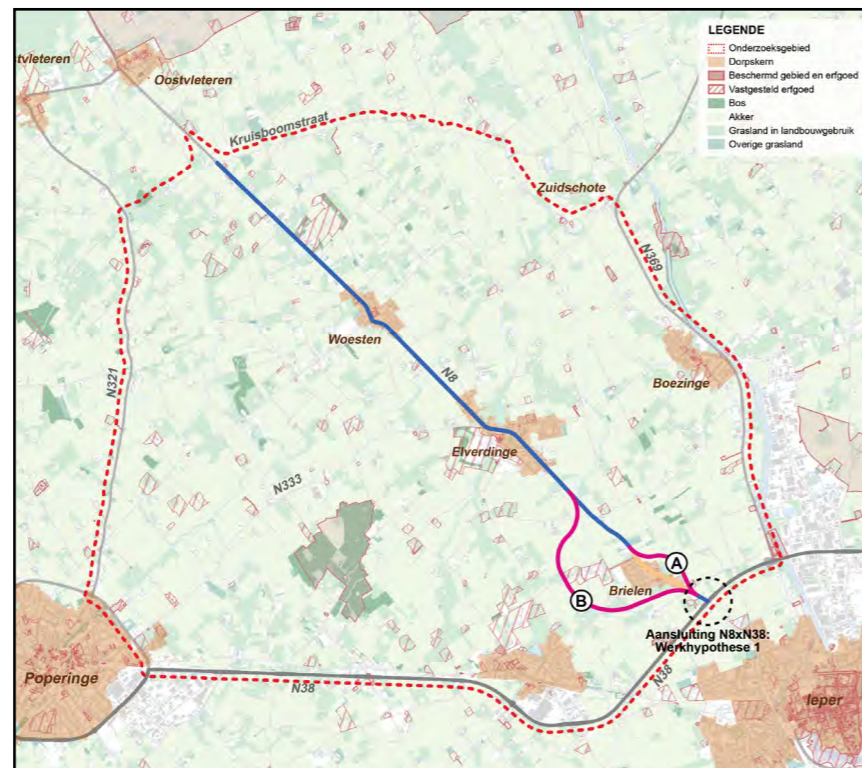 LEGENDE
Onderzoeksgebied
Dorpskern
Beschermd gebied en erfgoed
Vastgesteld erfgoed
Bos
Akker
Grasland in landbouwgebruik
Overige grasland
stvleteren
Oostvleteren
Kruisboomstraat
Zuidschote
N369
Woesten
N8
Boezinge
N321
Elverdinge
N333
A
Brielen
B
Aansluiting N8xN38:
Werkhypothese 1
Poperinge
N38
N38
Ieper